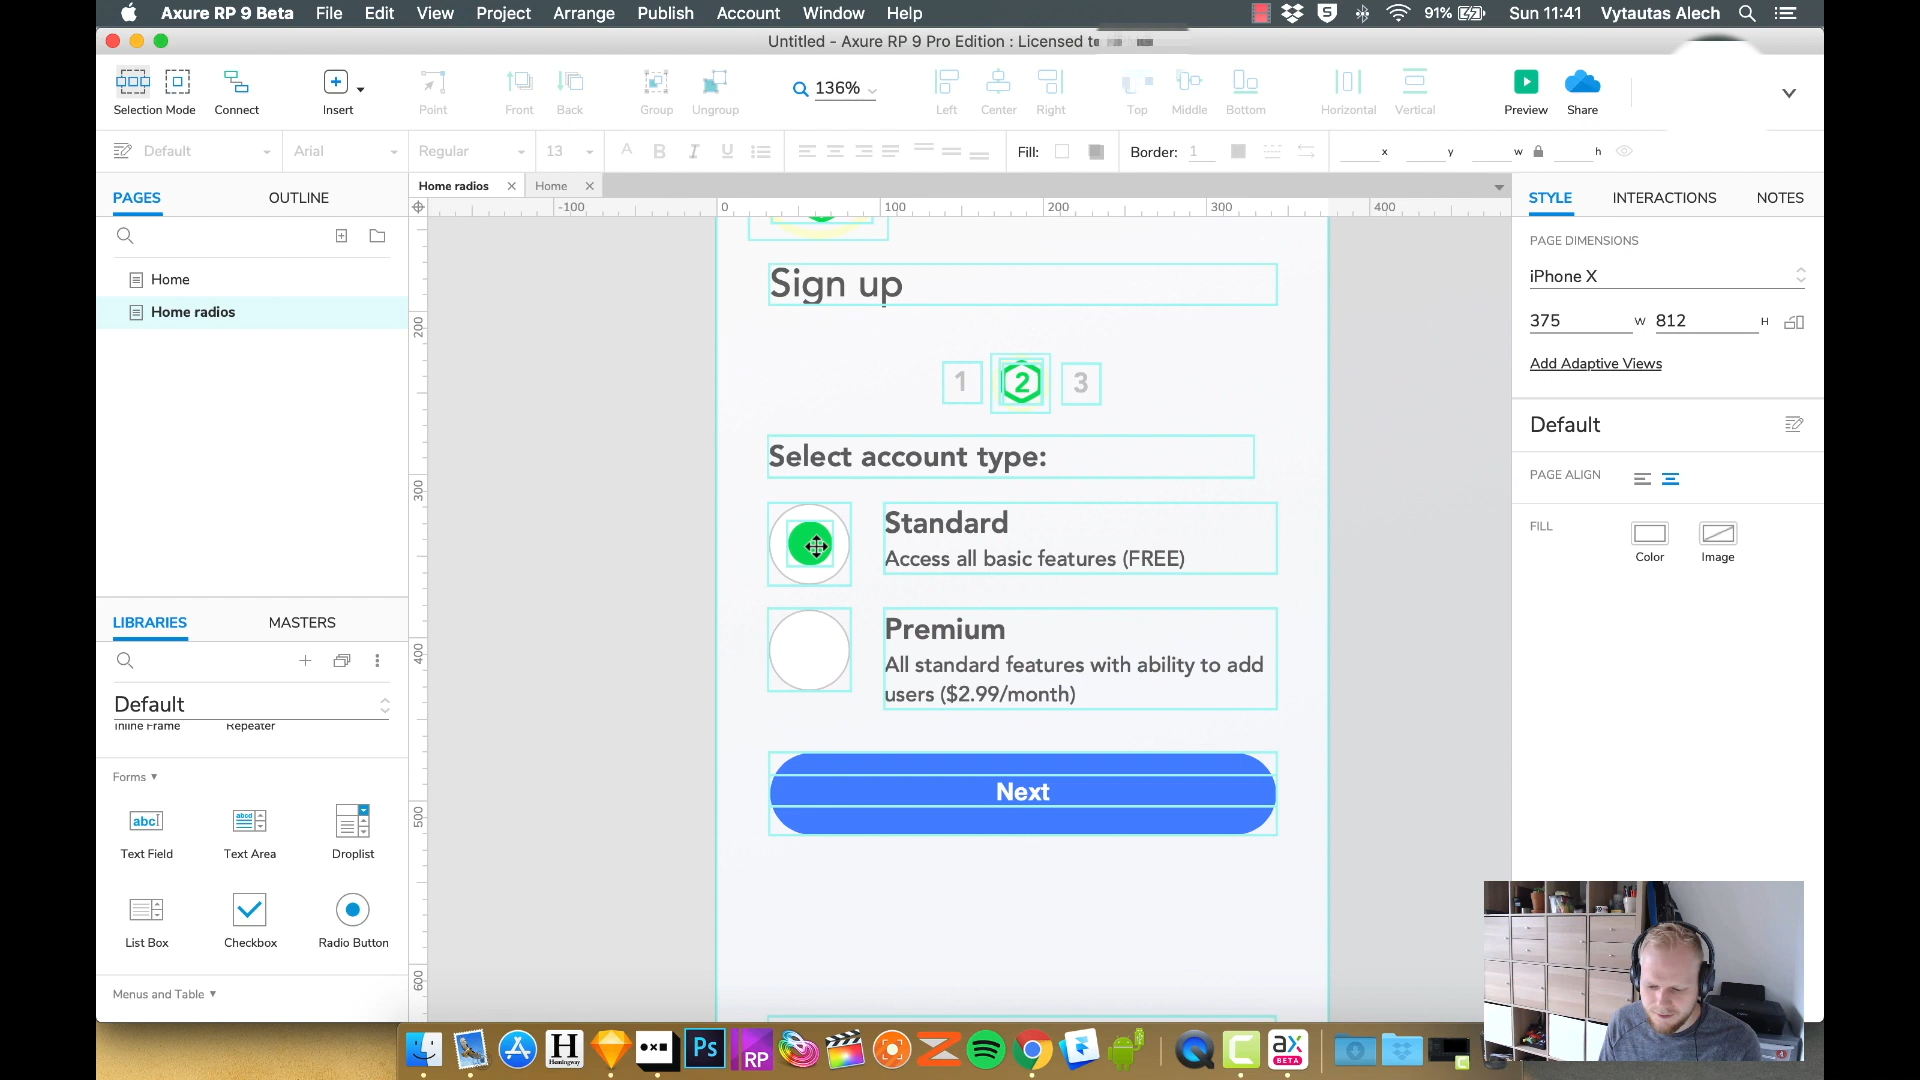 Axure RP 9 Beta File Edit View Project Arrange Publish Account Window Help
5 91% Sun 11:41 Vytautas Alech
Untitled - Axure RP 9 Pro Edition : Licensed to
136%
Selection Mode Connect Insert Point Front Back Group Ungroup Left Center Right Top Middle Bottom Horizontal Vertical Preview Share
Default Arial Regular 13 A B I U Fill: Border: 1 x y w h
PAGES OUTLINE
Home
Home radios
Home radios Home
-100 0 100 200 300 400
200
300
400
500
600
Sign up
1 2 3
Select account type:
Standard
Access all basic features (FREE)
Premium
All standard features with ability to add
users ($2.99/month)
Next
LIBRARIES MASTERS
Default
Inline Frame Repeater
Forms
abc
abcd
Text Field Text Area Droplist
List Box Checkbox Radio Button
Menus and Table
STYLE INTERACTIONS NOTES
PAGE DIMENSIONS
iPhone X
375 W 812 H
Add Adaptive Views
Default
PAGE ALIGN
FILL
Color Image
H
Ps
RP
ax
BETA